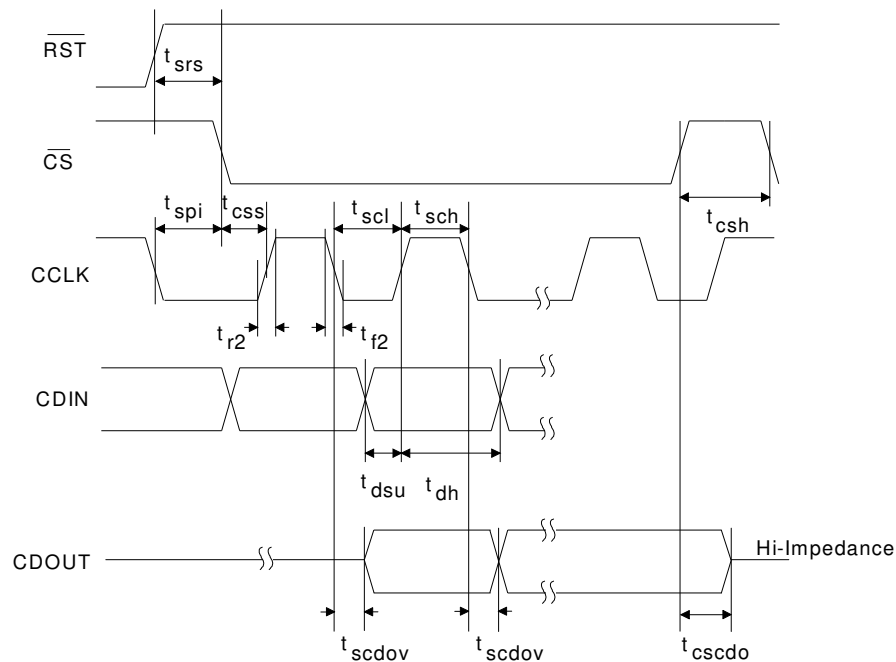 RST
t srs
CS
t spi
t css
t scl
t sch
t csh
CCLK
t r2
t f2
CDIN
t dsu
t dh
CDOUT
Hi-Impedance
t scdov
t scdov
t cscdo